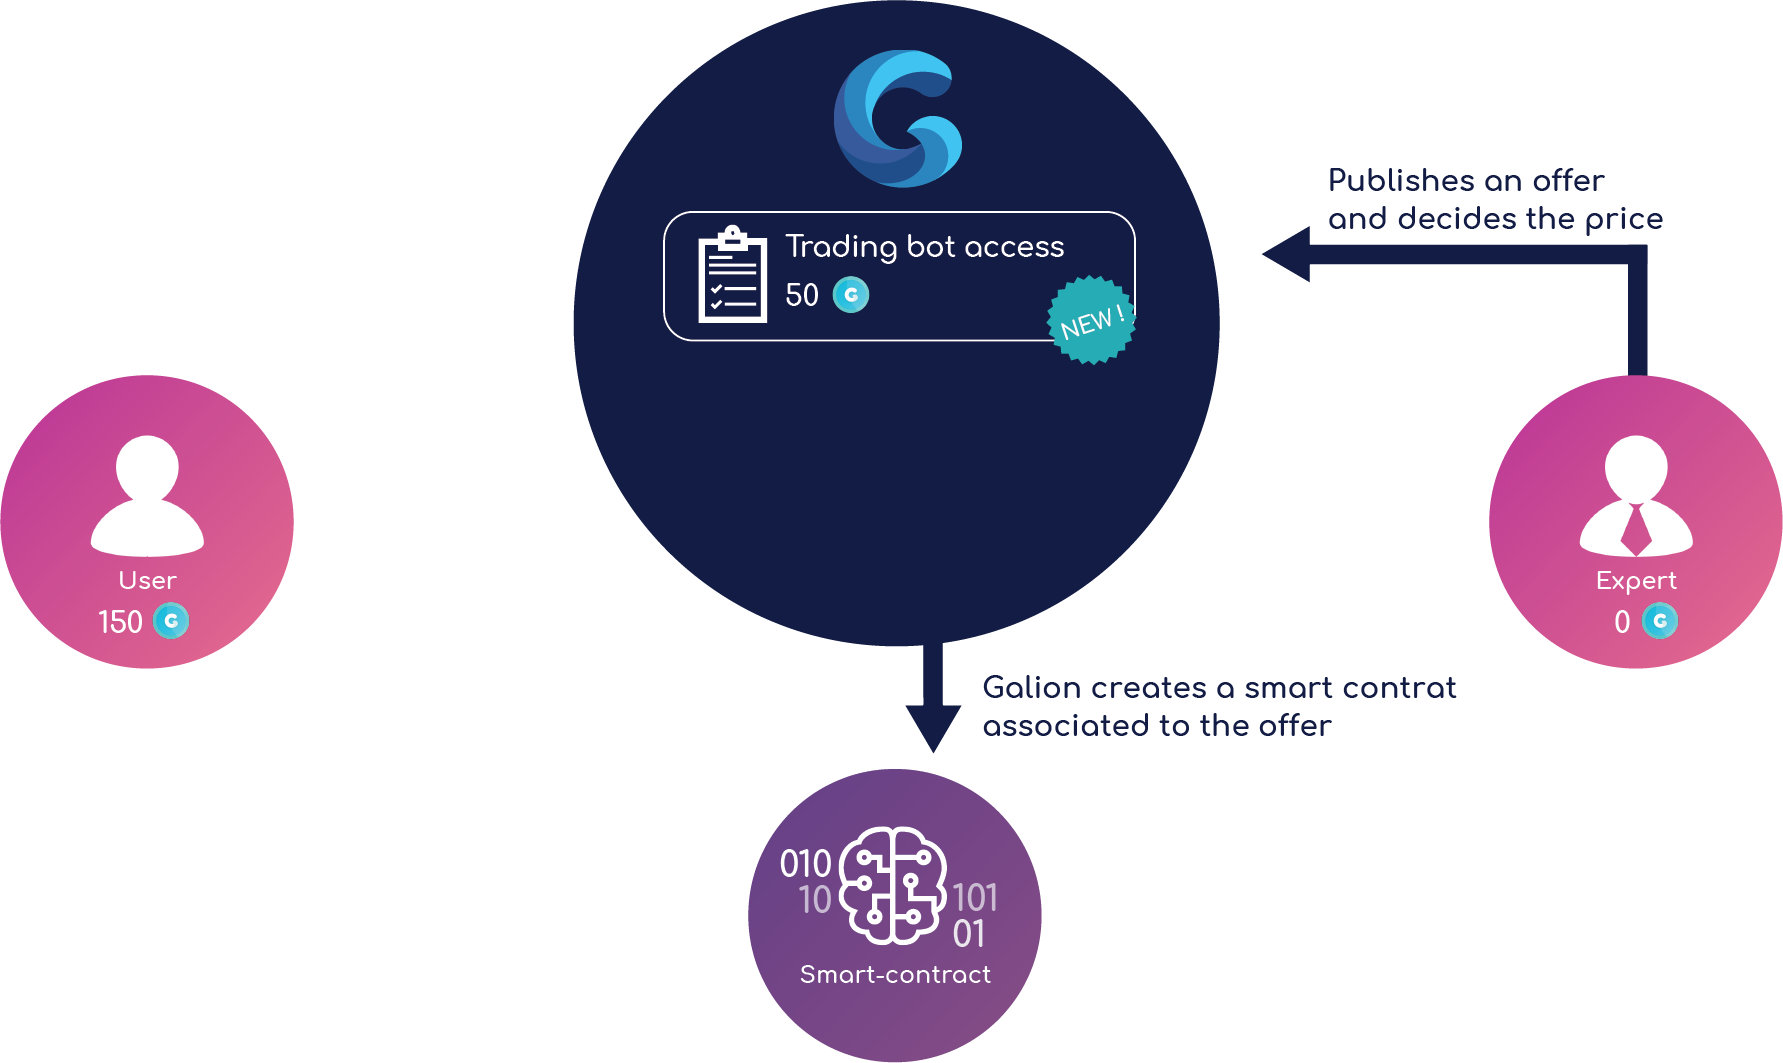 Publishes an offer
and decides the price
Trading bot access
50
NEW !
User
150
Expert
0
Galion creates a smart contrat
associated to the offer
010
10
101
01
Smart-contract